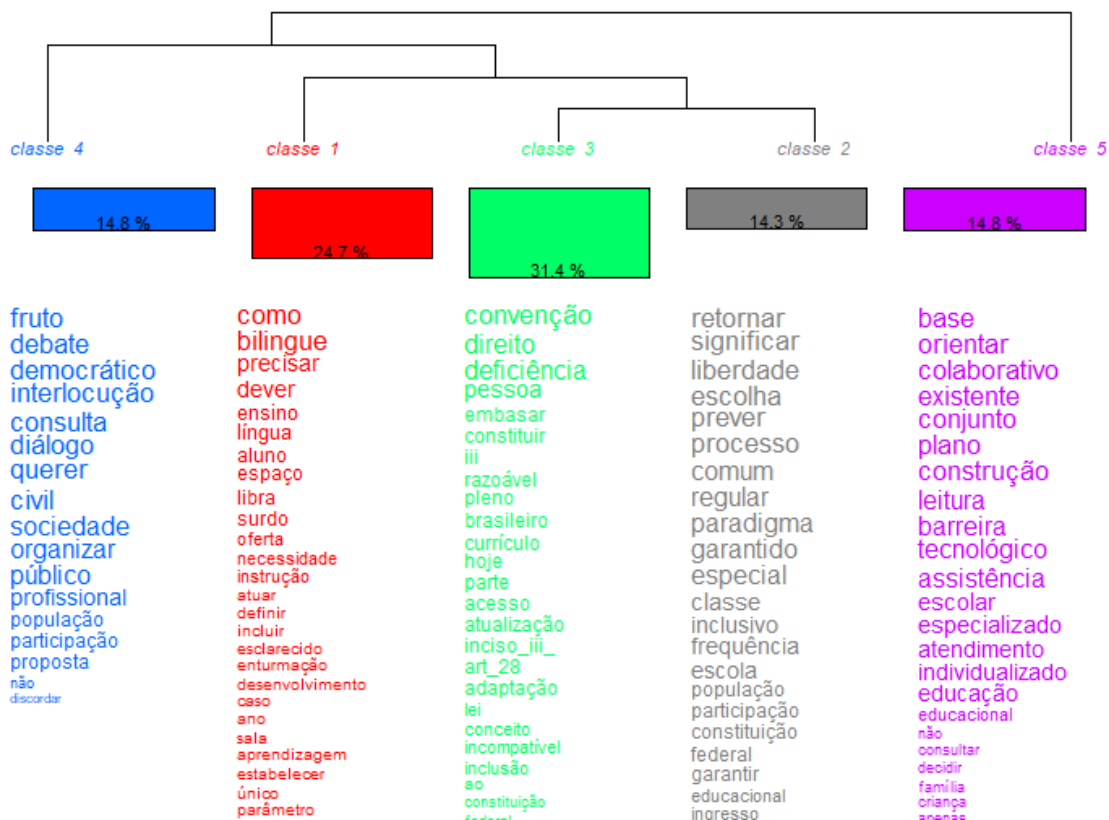 classe 4
classe 1
classe 3
classe 2
classe 5
14.8 %
24.7 %
31.4 %
14.3 %
14.8 %
fruto
debate
democrático
interlocução
consulta
diálogo
querer
civil
sociedade
organizar
público
profissional
população
participação
proposta
não
discordar
como
bilingue
precisar
dever
ensino
língua
aluno
espaço
libra
surdo
oferta
necessidade
instrução
atuar
definir
incluir
esclarecido
enturmação
desenvolvimento
caso
ano
sala
aprendizagem
estabelecer
único
parâmetro
convenção
direito
deficiência
pessoa
embasar
constituir
iii
razoável
pleno
brasileiro
currículo
hoje
parte
acesso
atualização
inciso_iii_
art_28
adaptação
lei
conceito
incompatível
inclusão
ao
constituição
federal
retornar
significar
liberdade
escolha
prever
processo
comum
regular
paradigma
garantido
especial
classe
inclusivo
frequência
escola
população
participação
constituição
federal
garantir
educacional
ingresso
base
orientar
colaborativo
existente
conjunto
plano
construção
leitura
barreira
tecnológico
assistência
escolar
especializado
atendimento
individualizado
educação
educacional
não
consultar
decidir
família
criança
apenas